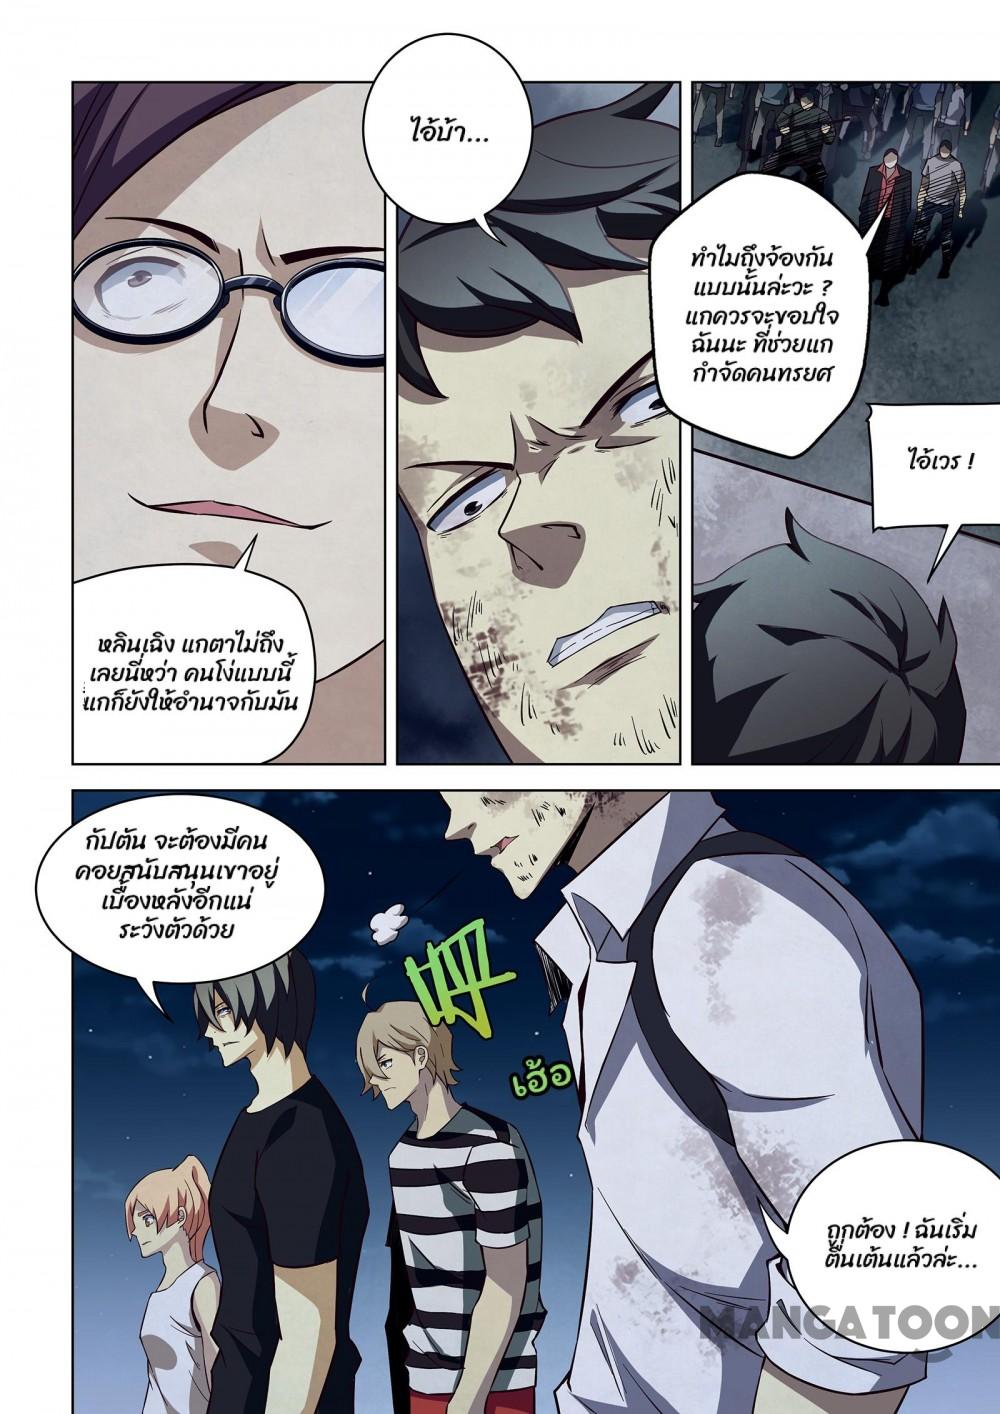 ไอ้บ้า...
ทำไมถึงจ้องกัน
แบบนั้นล่ะวะ ?
แกควรจะขอบใจ
ฉันนะ ที่ช่วยแก
กำจัดคนทรยศ
ไอ้เวร !
หลินเฉิง แกตาไม่ถึง
เลยนี่หว่า คนโง่แบบนี้
แกก็ยังให้อำนาจกับมัน
กัปตัน จะต้องมีคน
คอยสนับสนุนเขาอยู่
เบื้องหลังอีกแน่
ระวังตัวด้วย
呼
เฮ้อ
ถูกต้อง ! ฉันเริ่ม
ตื่นเต้นแล้วล่ะ...
MANGATOON